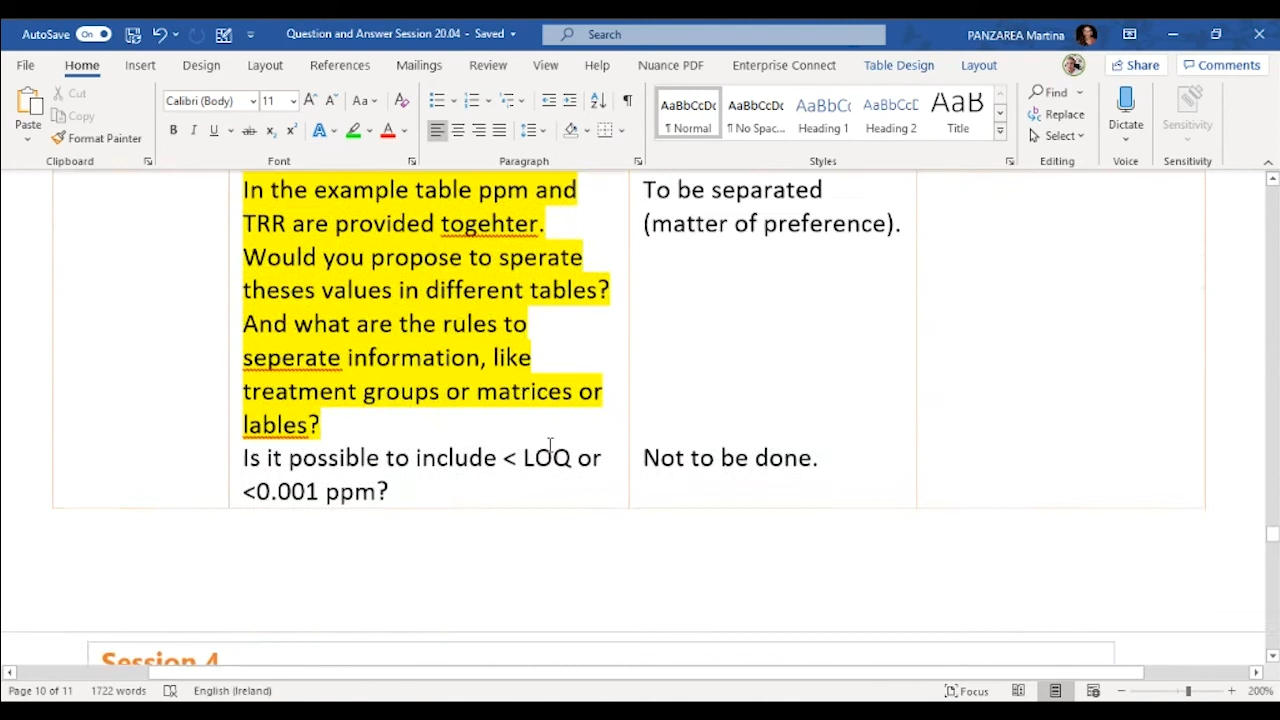 AutoSave On Question and Answer Session 20.04 - Saved Search PANZAREA Martina
File Home Insert Design Layout References Mailings Review View Help Nuance PDF Enterprise Connect Table Design Layout Share Comments
Paste Cut Copy Format Painter
Calibri (Body) 11 Aa
AaBbCcDc ¶ Normal
AaBbCcDc ¶ No Spac...
AaBbCc Heading 1
AaBbCcD Heading 2
AaB Title
Find Replace Select
Dictate
Sensitivity
Clipboard Font Paragraph Styles Editing Voice Sensitivity
In the example table ppm and
TRR are provided togehter.
Would you propose to sperate
theses values in different tables?
And what are the rules to
seperate information, like
treatment groups or matrices or
lables?
Is it possible to include < LOQ or
<0.001 ppm?
To be separated
(matter of preference).
Not to be done.
Session 4
Page 10 of 11 1722 words English (Ireland) Focus 200%